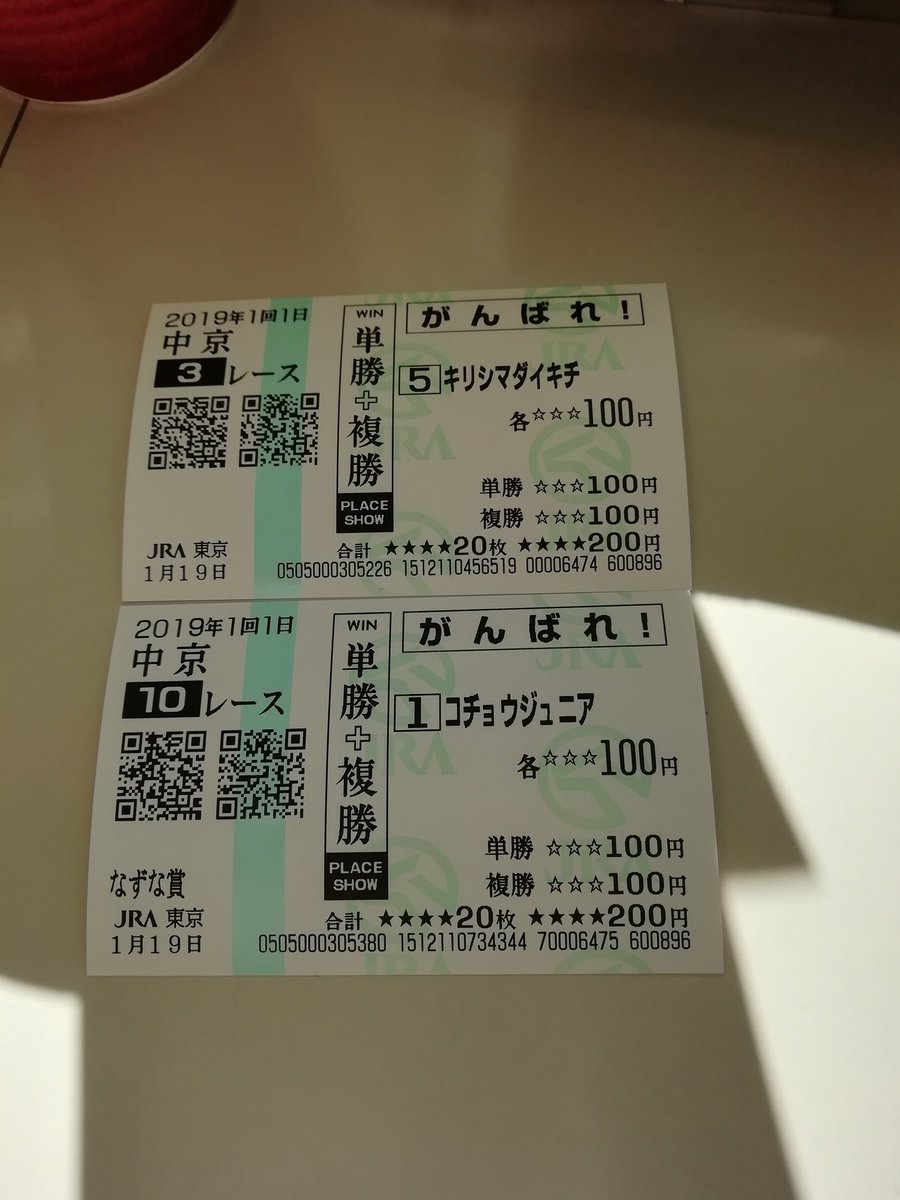 2019年1回1日
中京
3レース
WIN
単勝+複勝
PLACE
SHOW
がんばれ!
5 キリシマダイキチ
各☆☆☆100円
単勝 ☆☆☆100円
複勝 ☆☆☆100円
JRA 東京
1月19日
合計 ★★★★20枚 ★★★★200円
0505000305226 1512110456519 00006474 600896
2019年1回1日
中京
10レース
WIN
単勝+複勝
PLACE
SHOW
がんばれ!
1 コチョウジュニア
各☆☆☆100円
単勝 ☆☆☆100円
複勝 ☆☆☆100円
なずな賞
JRA 東京
1月19日
合計 ★★★★20枚 ★★★★200円
0505000305380 1512110734344 70006475 600896